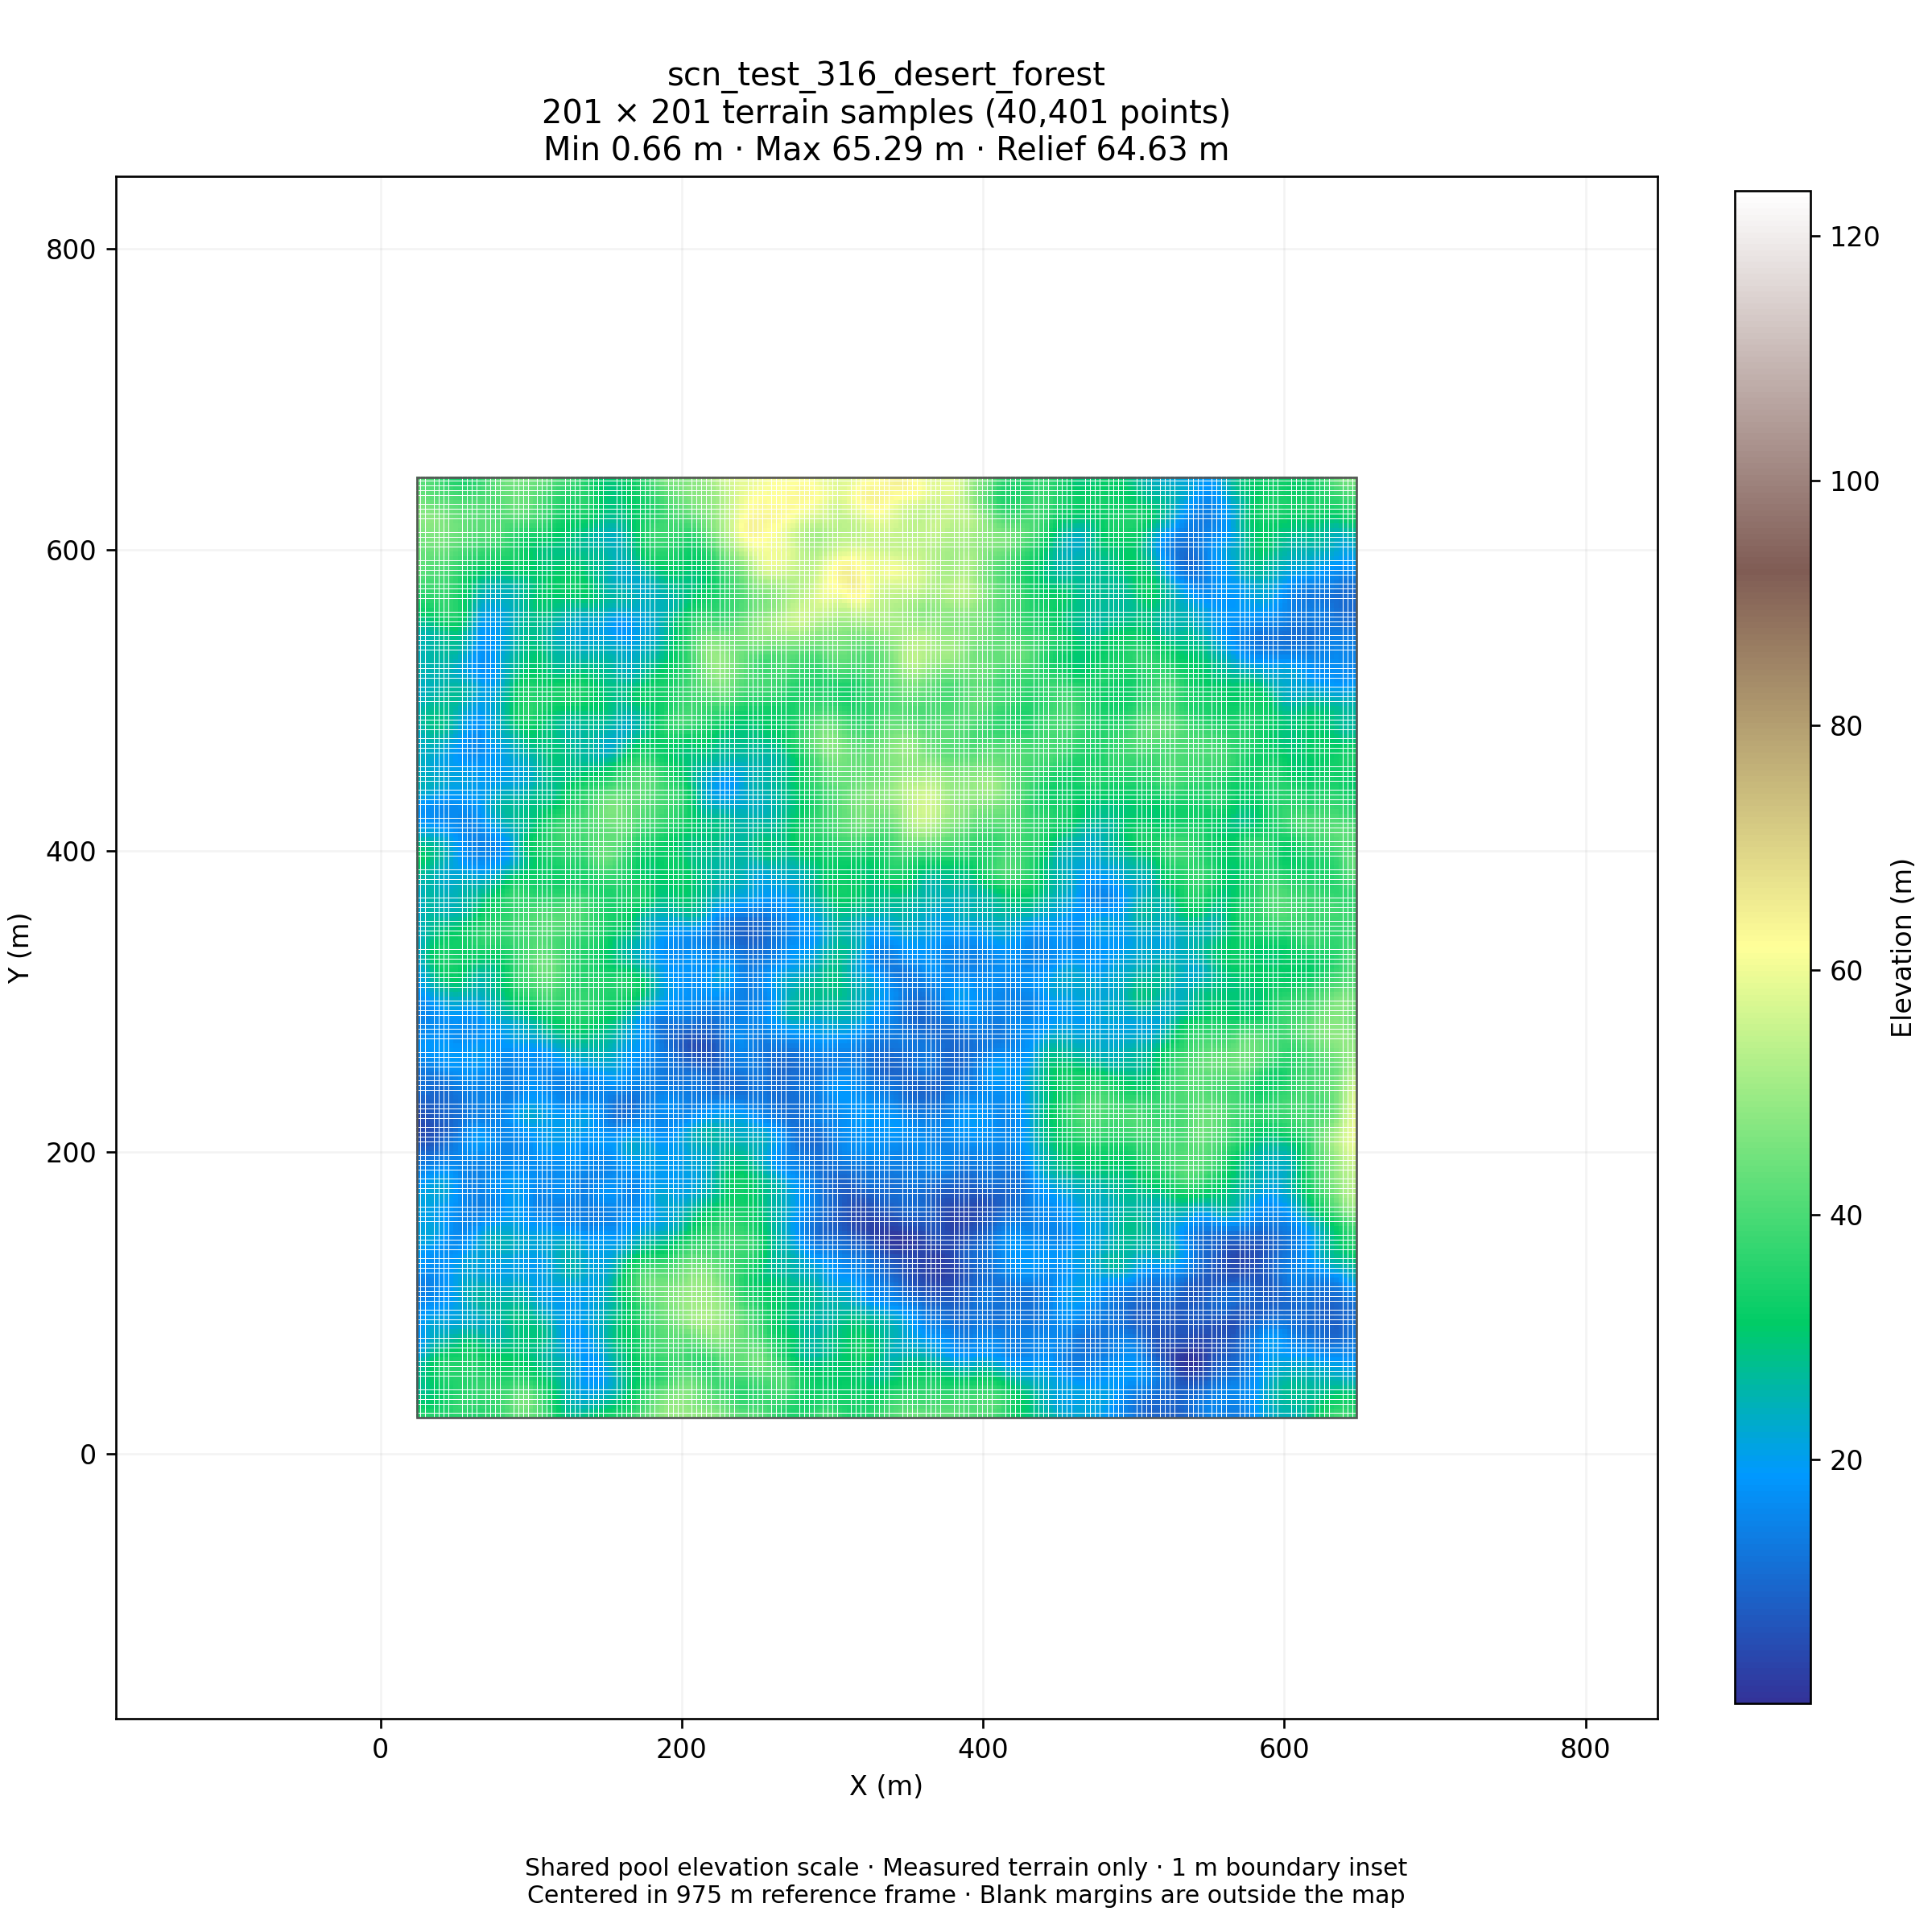 scn_test_316_desert_forest
201 × 201 terrain samples (40,401 points)
Min 0.66 m · Max 65.29 m · Relief 64.63 m
800
600
400
200
0
Y (m)
0
200
400
600
800
X (m)
120
100
80
60
40
20
Elevation (m)
Shared pool elevation scale · Measured terrain only · 1 m boundary inset
Centered in 975 m reference frame · Blank margins are outside the map